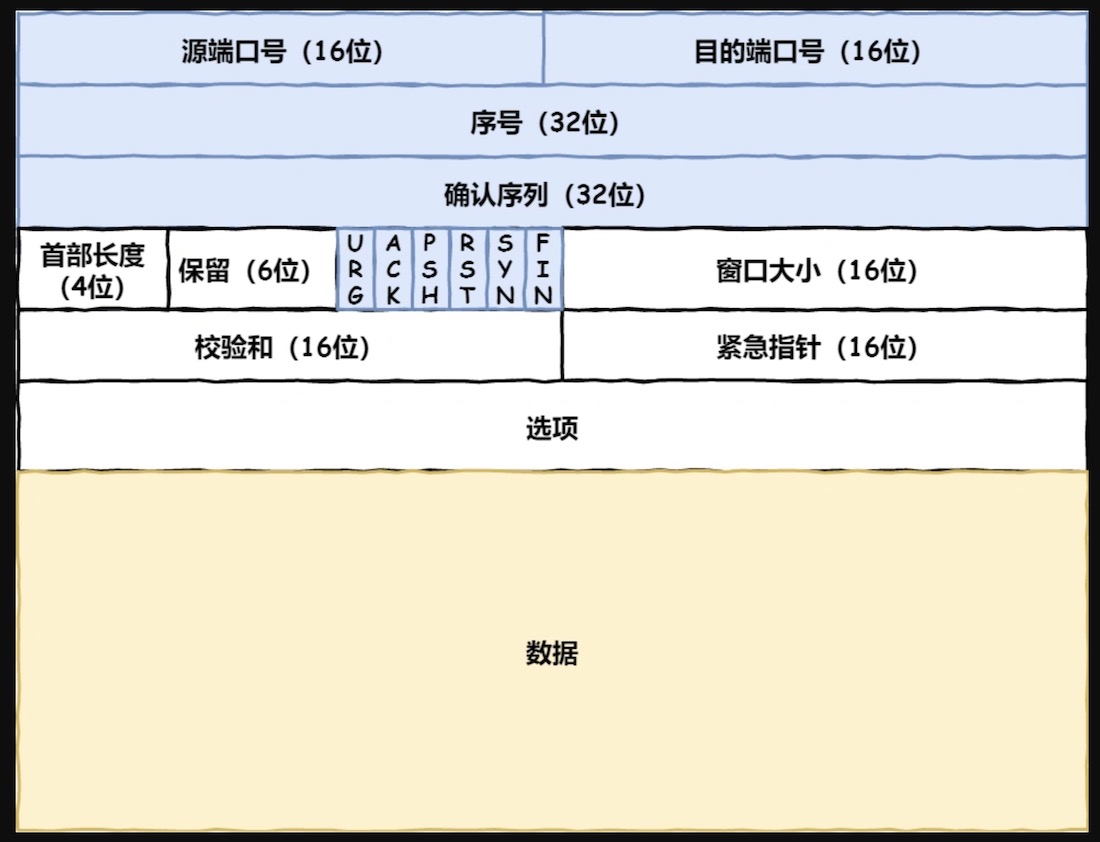 源端口号（16位）
目的端口号（16位）
序号（32位）
确认序列（32位）
首部长度
(4位)
保留（6位）
URG
ACK
PSH
RST
SYN
FIN
窗口大小（16位）
校验和（16位）
紧急指针（16位）
选项
数据